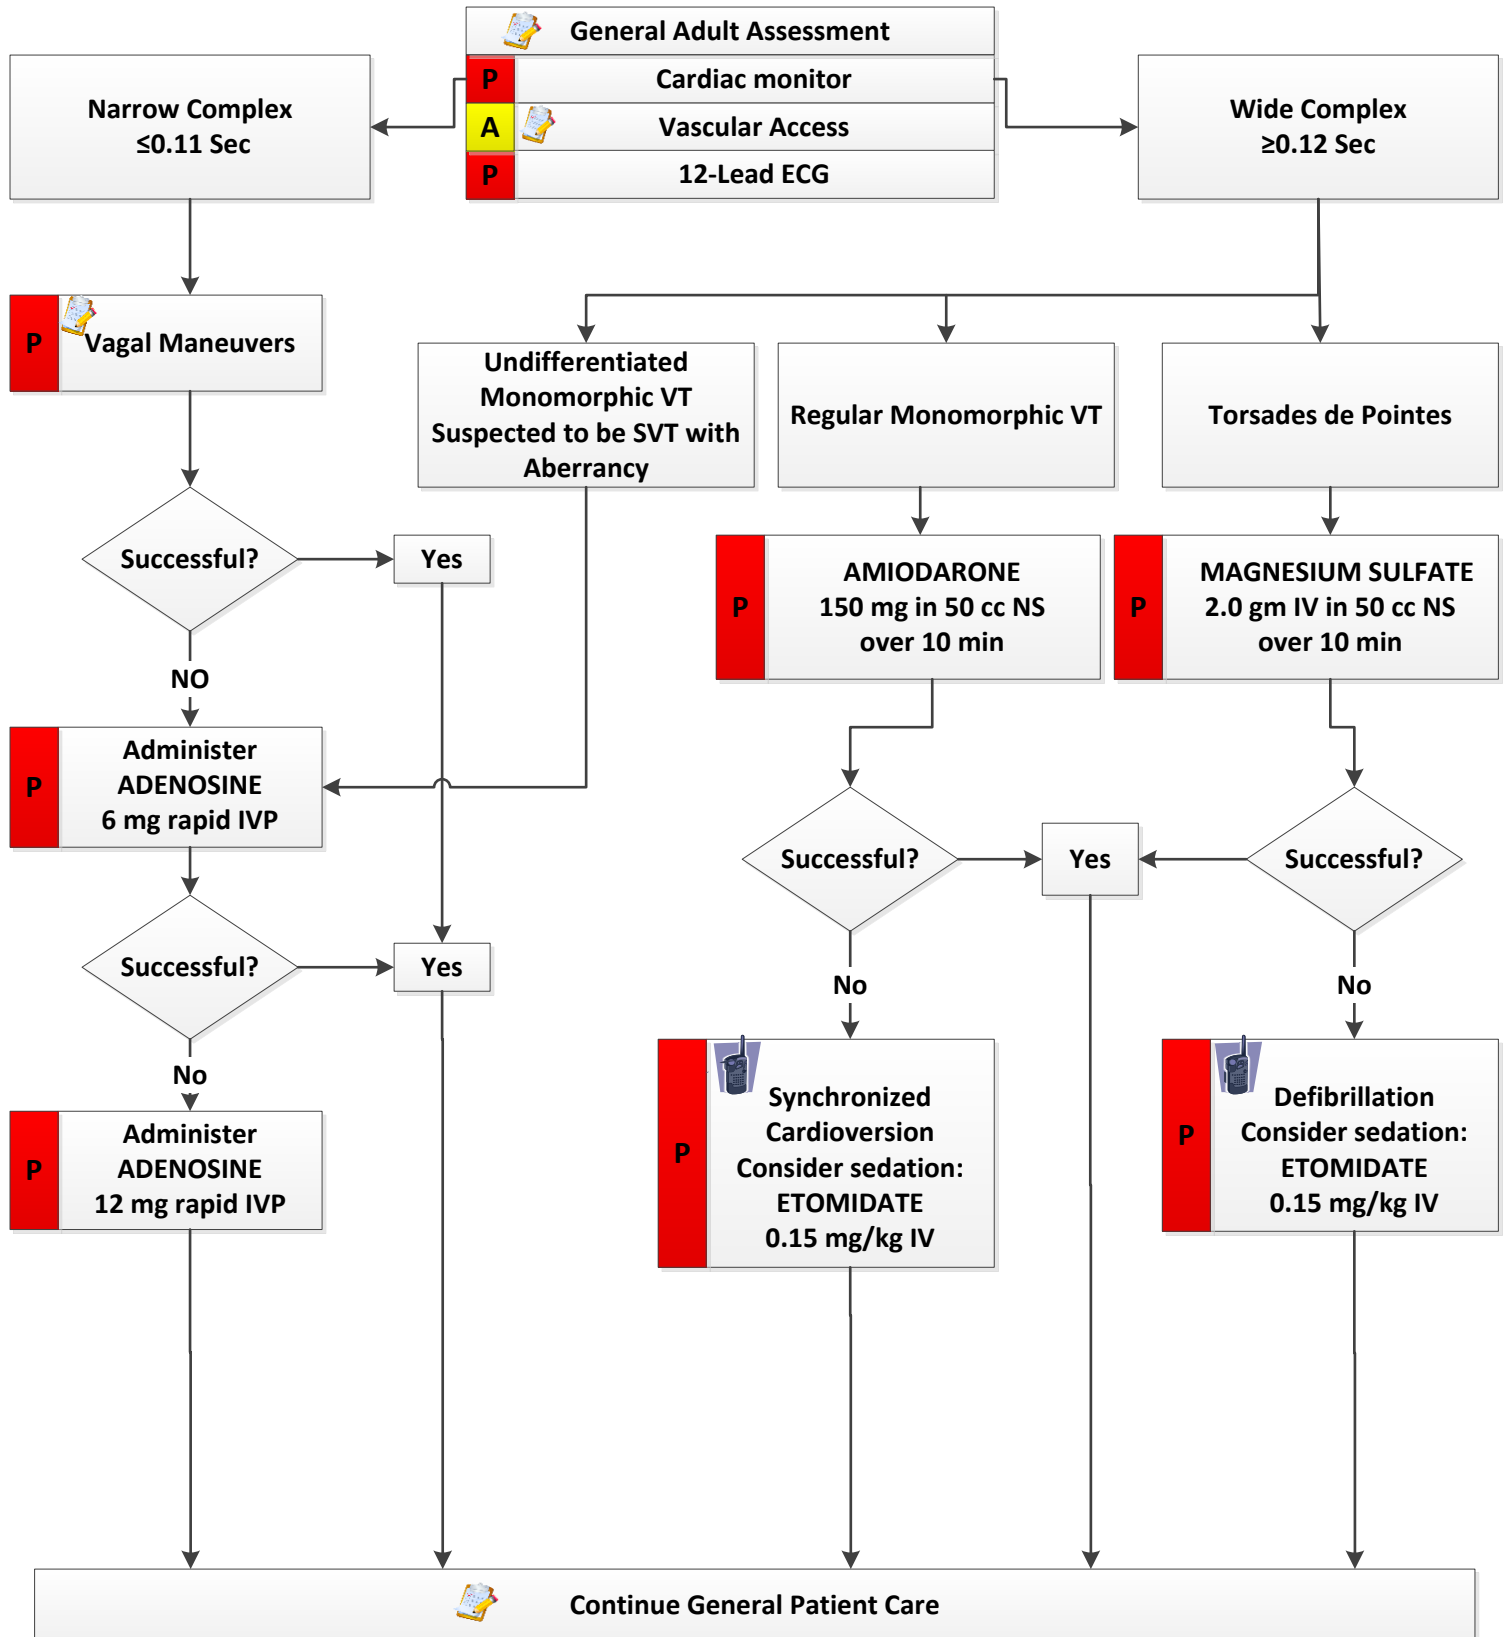 General Adult Assessment
P
Cardiac monitor
A
Vascular Access
P
12-Lead ECG
Narrow Complex
≤0.11 Sec
Wide Complex
≥0.12 Sec
P
Vagal Maneuvers
Undifferentiated
Monomorphic VT
Suspected to be SVT with
Aberrancy
Regular Monomorphic VT
Torsades de Pointes
Successful?
Yes
NO
P
AMIODARONE
150 mg in 50 cc NS
over 10 min
P
MAGNESIUM SULFATE
2.0 gm IV in 50 cc NS
over 10 min
P
Administer
ADENOSINE
6 mg rapid IVP
Successful?
Yes
Successful?
Successful?
Yes
No
No
No
P
Administer
ADENOSINE
12 mg rapid IVP
P
Synchronized
Cardioversion
Consider sedation:
ETOMIDATE
0.15 mg/kg IV
P
Defibrillation
Consider sedation:
ETOMIDATE
0.15 mg/kg IV
Continue General Patient Care